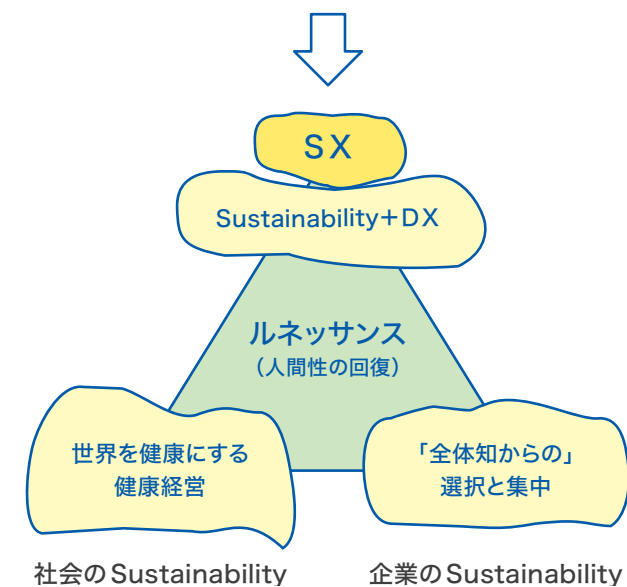 SX
Sustainability+DX
ルネッサンス
(人間性の回復)
世界を健康にする
健康経営
「全体知からの」
選択と集中
社会のSustainability
企業のSustainability